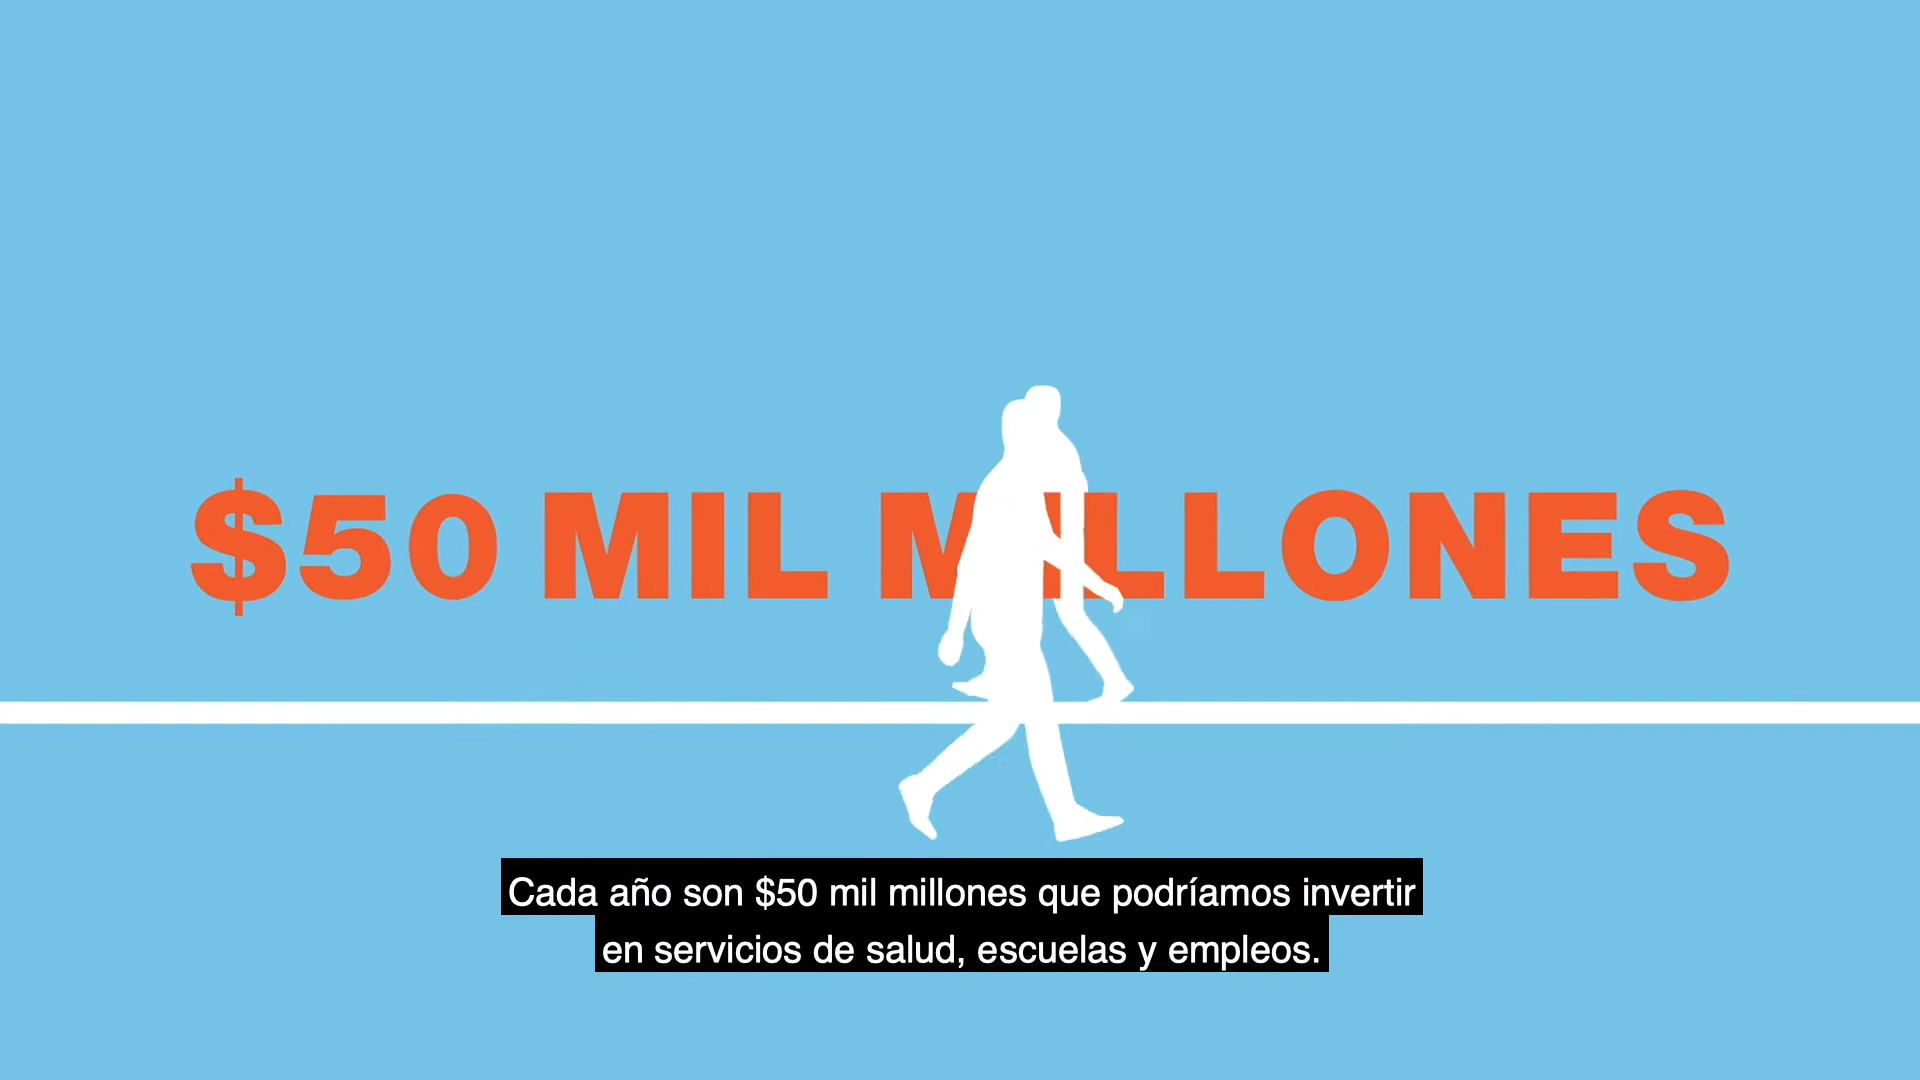 $50 MIL MILLONES
Cada año son $50 mil millones que podríamos invertir
en servicios de salud, escuelas y empleos.